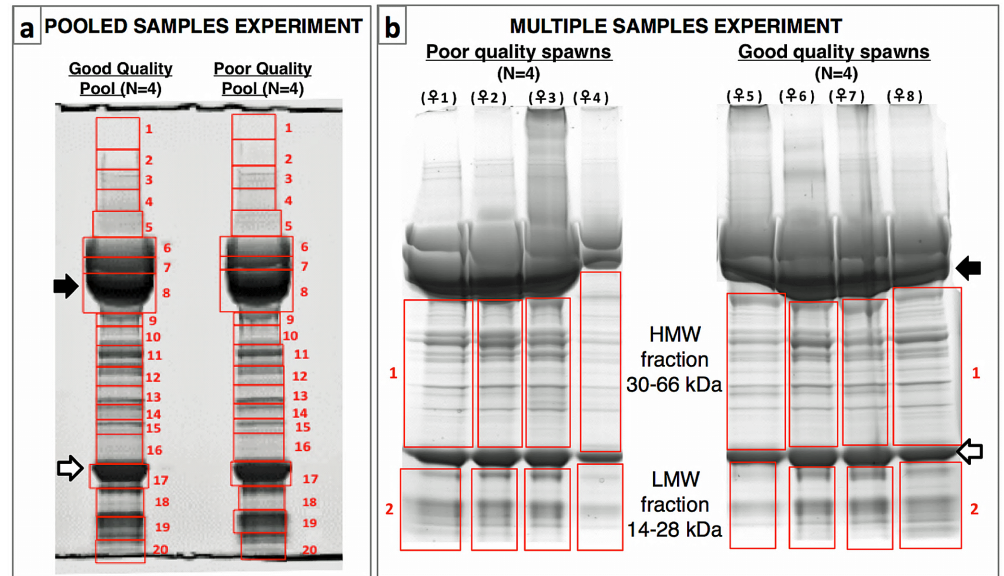 a POOLED SAMPLES EXPERIMENT
Good Quality
Pool (N=4)
Poor Quality
Pool (N=4)
1
2
3
4
5
6
7
8
9
10
11
12
13
14
15
16
17
18
19
20
1
2
3
4
5
6
7
8
9
10
11
12
13
14
15
16
17
18
19
20
b MULTIPLE SAMPLES EXPERIMENT
Poor quality spawns
(N=4)
(♀1) (♀2) (♀3) (♀4)
Good quality spawns
(N=4)
(♀5) (♀6) (♀7) (♀8)
1
HMW
fraction
30-66 kDa
1
2
LMW
fraction
14-28 kDa
2